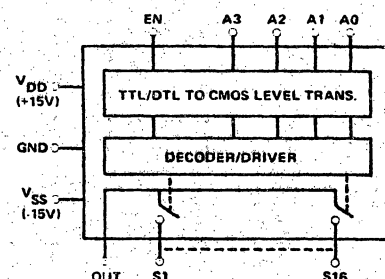 EN A3 A2 A1 A0
VDD
(+15V)
TTL/DTL TO CMOS LEVEL TRANS.
GND
DECODER/DRIVER
VSS
(-15V)
OUT S1 S16